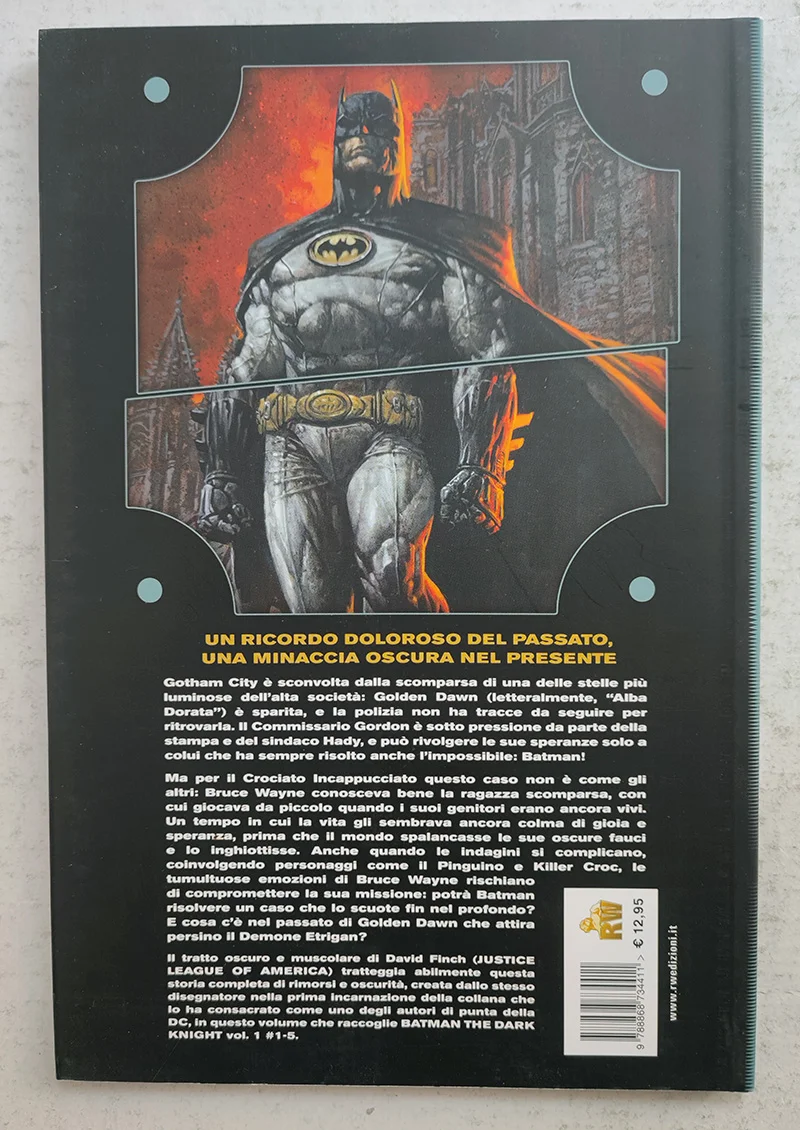 UN RICORDO DOLOROSO DEL PASSATO,
UNA MINACCIA OSCURA NEL PRESENTE
Gotham City è sconvolta dalla scomparsa di una delle stelle più
luminose dell'alta società: Golden Dawn (letteralmente, "Alba
Dorata") è sparita, e la polizia non ha tracce da seguire per
ritrovarla. Il Commissario Gordon è sotto pressione da parte della
stampa e del sindaco Hady, e può rivolgere le sue speranze solo a
colui che ha sempre risolto anche l'impossibile: Batman!
Ma per il Crociato Incappucciato questo caso non è come gli
altri: Bruce Wayne conosceva bene la ragazza scomparsa, con
cui giocava da piccolo quando i suoi genitori erano ancora vivi.
Un tempo in cui la vita gli sembrava ancora colma di gioia e
speranza, prima che il mondo spalancasse le sue oscure fauci
e lo inghiottisse. Anche quando le indagini si complicano,
coinvolgendo personaggi come il Pinguino e Killer Croc, le
tumultuose emozioni di Bruce Wayne rischiano
di compromettere la sua missione: potrà Batman
risolvere un caso che lo scuote fin nel profondo?
E cosa c'è nel passato di Golden Dawn che attira
persino il Demone Etrigan?
Il tratto oscuro e muscolare di David Finch (JUSTICE
LEAGUE OF AMERICA) tratteggia abilmente questa
storia completa di rimorsi e oscurità, creata dallo stesso
disegnatore nella prima incarnazione della collana che
lo ha consacrato come uno degli autori di punta della
DC, in questo volume che raccoglie BATMAN THE DARK
KNIGHT vol. 1 #1-5.
RW
€ 12,95
9 788868 734411 >
www.rwedizioni.it